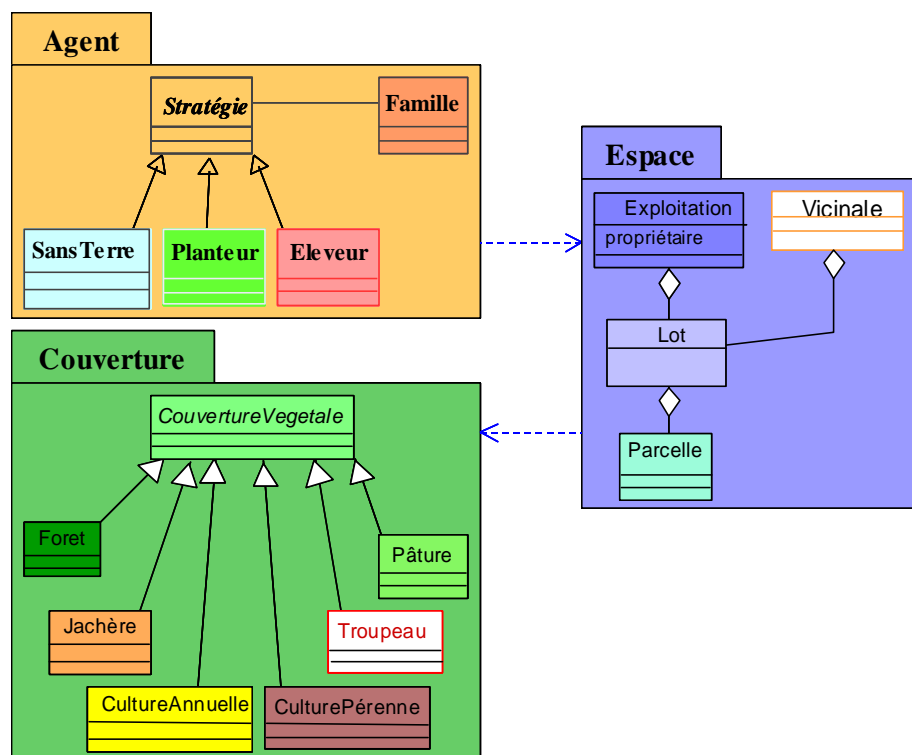 Agent
Stratégie
Famille
SansTerre
Planteur
Eleveur
Espace
Exploitation
propriétaire
Vicinale
Lot
Parcelle
Couverture
CouvertureVegetale
Foret
Pâture
Jachère
Troupeau
CultureAnnuelle
CulturePérenne